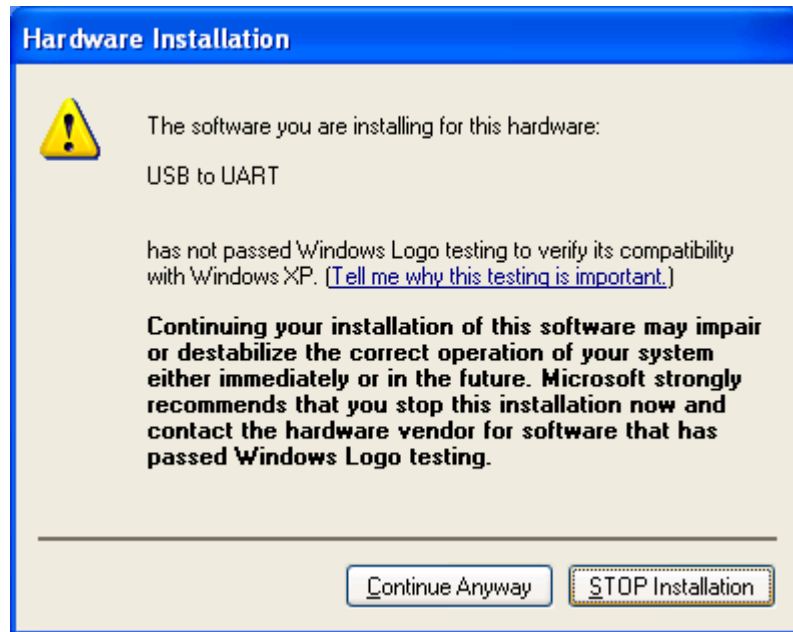 Hardware Installation
The software you are installing for this hardware:
USB to UART
has not passed Windows Logo testing to verify its compatibility
with Windows XP. (Tell me why this testing is important.)
Continuing your installation of this software may impair
or destabilize the correct operation of your system
either immediately or in the future. Microsoft strongly
recommends that you stop this installation now and
contact the hardware vendor for software that has
passed Windows Logo testing.
Continue Anyway
STOP Installation